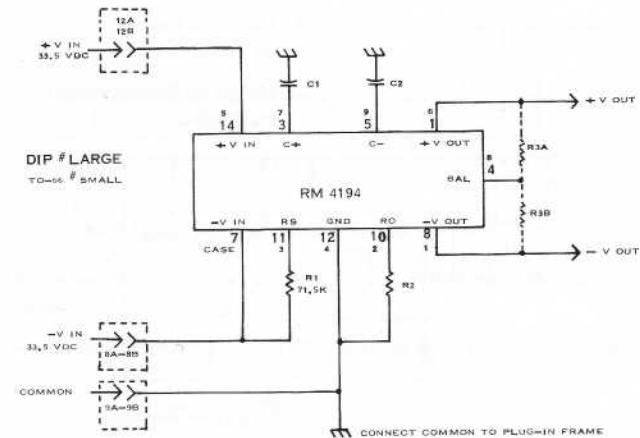 12A
12B
+ V IN
33.5 VDC
C1
C2
5
14
7
3
9
5
6
1
+ V OUT
+ V IN
C+
C-
+ V OUT
DIP # LARGE
TO-66 # SMALL
RM 4194
BAL
8
4
R3A
R3B
-V IN
RS
GND
RO
-V OUT
7
CASE
11
3
12
4
10
2
8
1
- V OUT
R1
71.5K
R2
-V IN
33.5 VDC
8A-8B
COMMON
9A-9B
CONNECT COMMON TO PLUG-IN FRAME